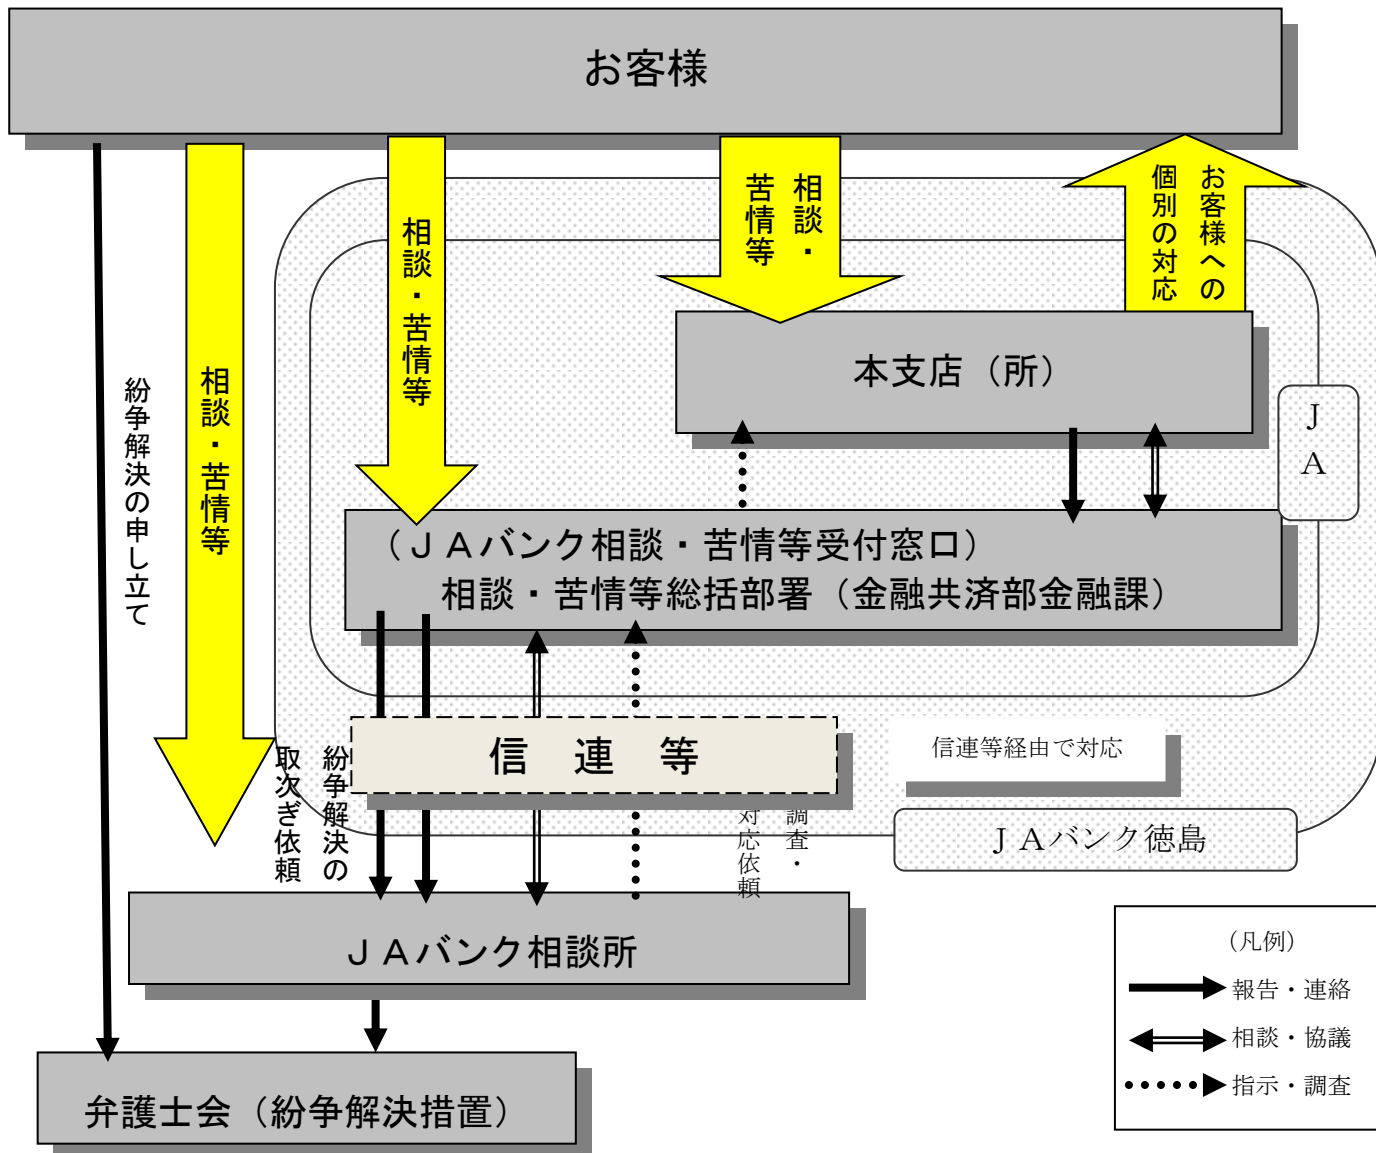 お客様
紛争解決の申し立て
相談・苦情等
相談・苦情等
相談・
苦情等
お客様への
個別の対応
本支店（所）
ＪＡ
（ＪＡバンク相談・苦情等受付窓口）
相談・苦情等総括部署（金融共済部金融課）
信　連　等
信連等経由で対応
紛争解決の
取次ぎ依頼
調査・
対応依頼
ＪＡバンク徳島
ＪＡバンク相談所
弁護士会（紛争解決措置）
（凡例）
報告・連絡
相談・協議
指示・調査